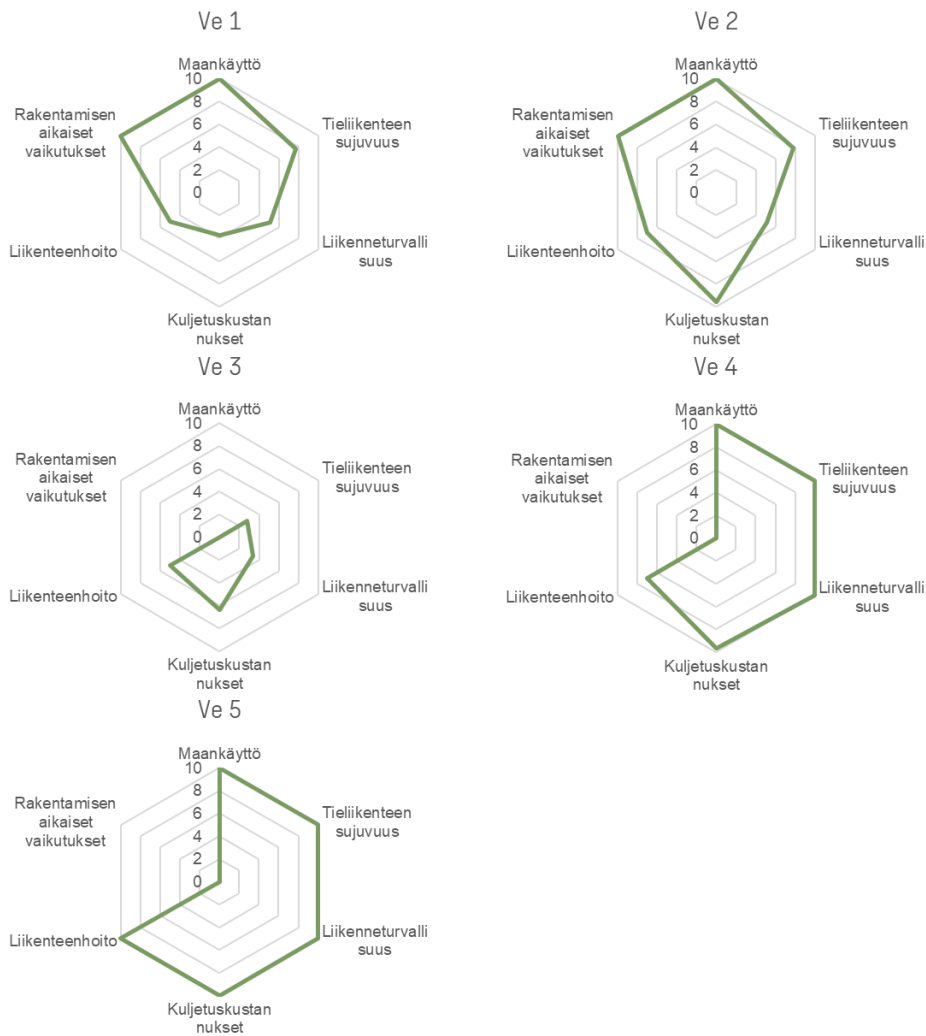 Ve 1
Maankäyttö
10
8
6
4
2
0
Tieliikenteen
sujuvuus
Liikenneturvalli
suus
Kuljetuskustan
nukset
Liikenteenhoito
Rakentamisen
aikaiset
vaikutukset
Ve 2
Maankäyttö
10
8
6
4
2
0
Tieliikenteen
sujuvuus
Liikenneturvalli
suus
Kuljetuskustan
nukset
Liikenteenhoito
Rakentamisen
aikaiset
vaikutukset
Ve 3
Maankäyttö
10
8
6
4
2
0
Tieliikenteen
sujuvuus
Liikenneturvalli
suus
Kuljetuskustan
nukset
Liikenteenhoito
Rakentamisen
aikaiset
vaikutukset
Ve 4
Maankäyttö
10
8
6
4
2
0
Tieliikenteen
sujuvuus
Liikenneturvalli
suus
Kuljetuskustan
nukset
Liikenteenhoito
Rakentamisen
aikaiset
vaikutukset
Ve 5
Maankäyttö
10
8
6
4
2
0
Tieliikenteen
sujuvuus
Liikenneturvalli
suus
Kuljetuskustan
nukset
Liikenteenhoito
Rakentamisen
aikaiset
vaikutukset